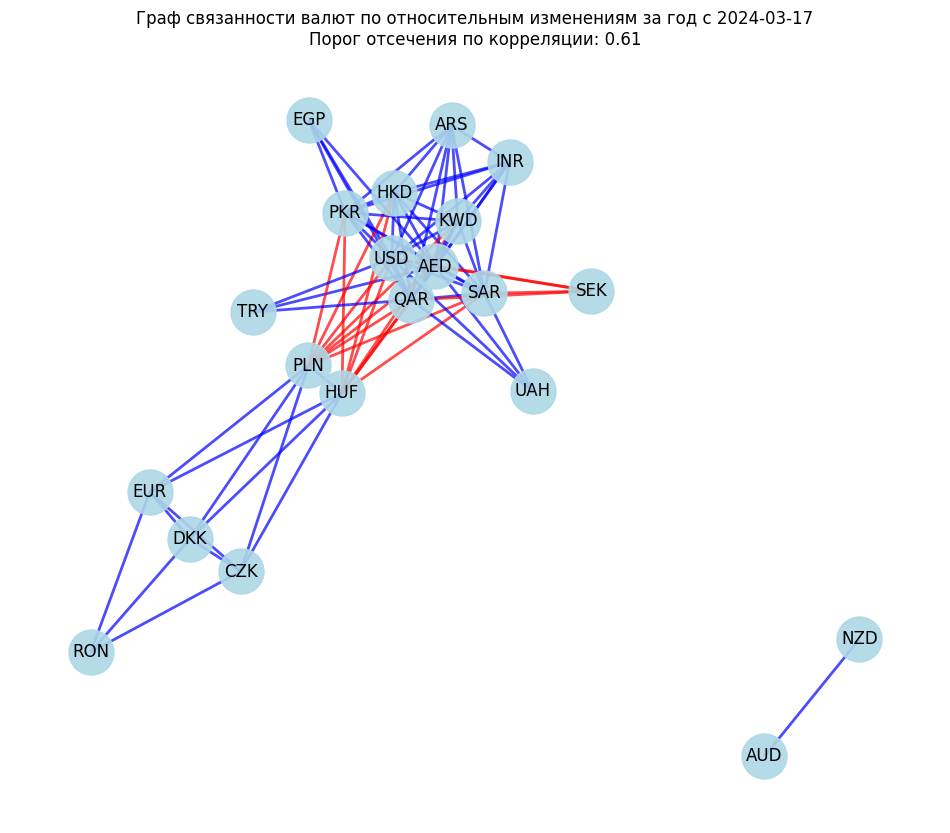 Граф связанности валют по относительным изменениям за год с 2024-03-17
Порог отсечения по корреляции: 0.61
EGP
ARS
INR
HKD
PKR
KWD
USD
AED
QAR
SAR
SEK
TRY
PLN
HUF
UAH
EUR
DKK
CZK
RON
NZD
AUD